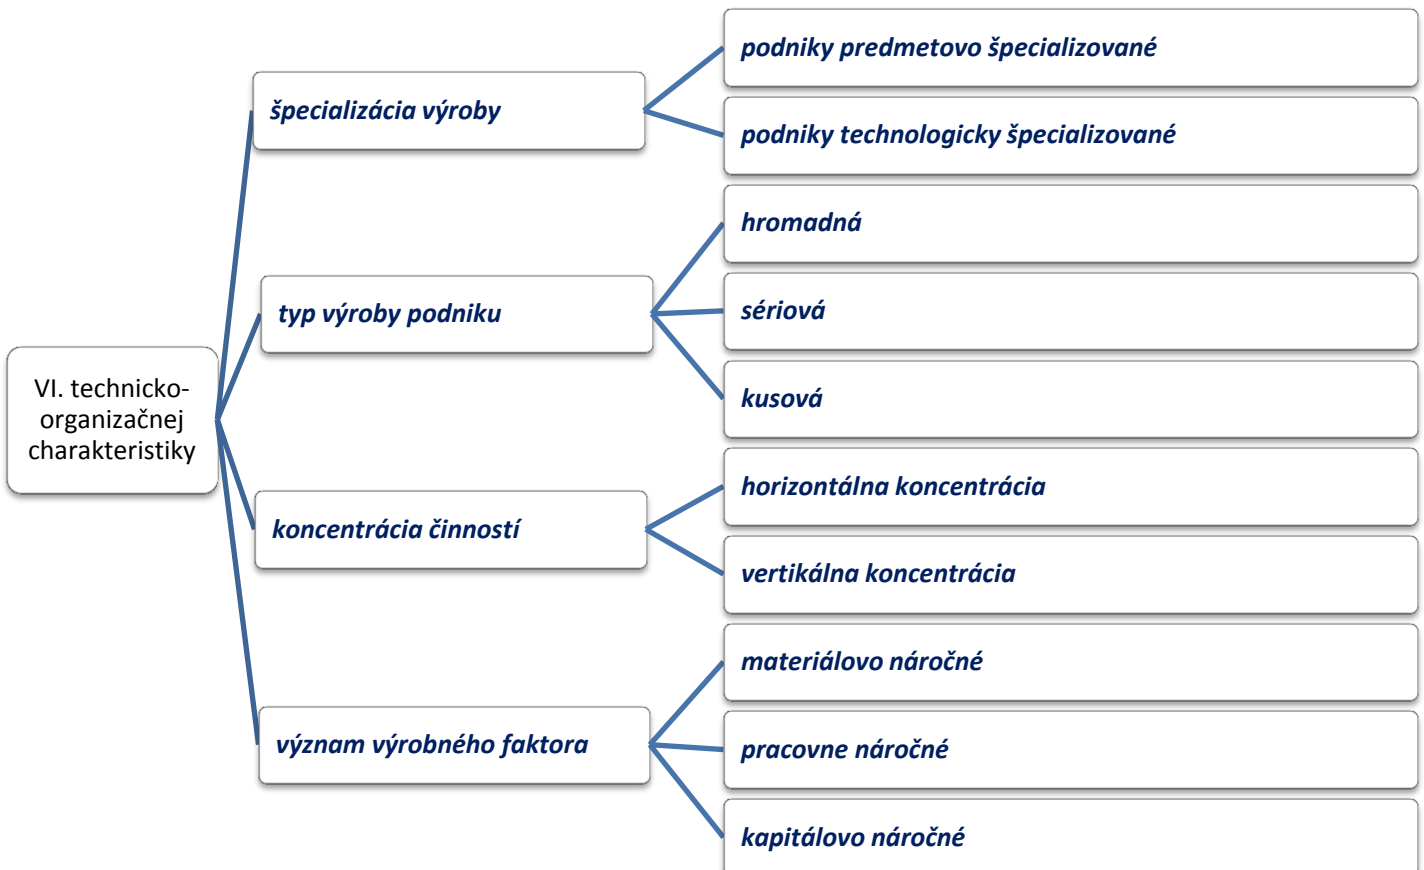 VI. technicko-
organizačnej
charakteristiky
špecializácia výroby
podniky predmetovo špecializované
podniky technologicky špecializované
typ výroby podniku
hromadná
sériová
kusová
koncentrácia činností
horizontálna koncentrácia
vertikálna koncentrácia
význam výrobného faktora
materiálovo náročné
pracovne náročné
kapitálovo náročné